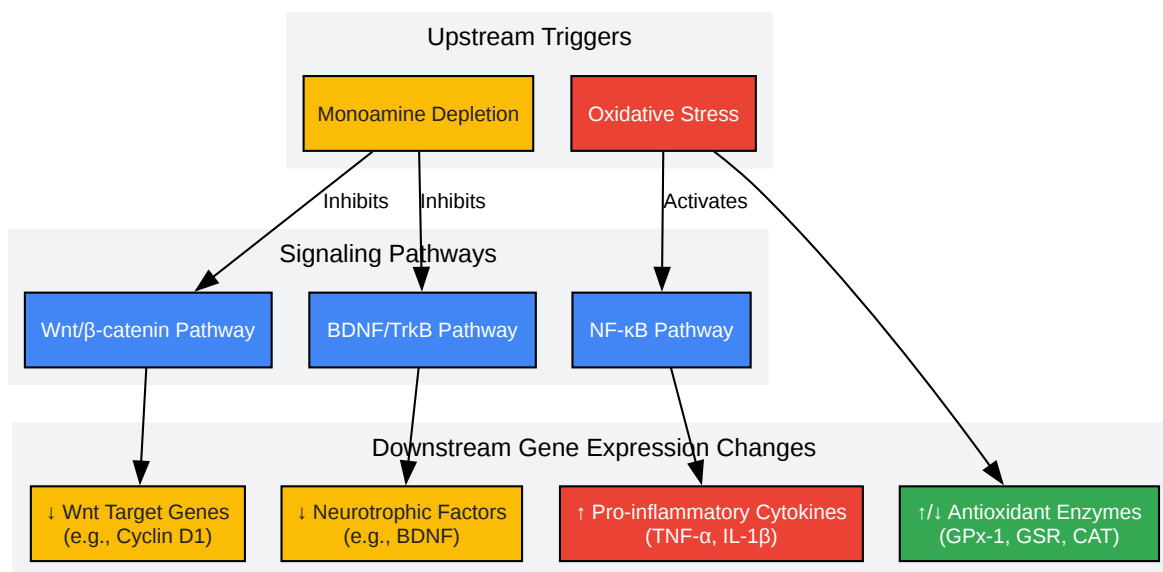 Upstream Triggers
Monoamine Depletion
Oxidative Stress
Inhibits
Inhibits
Activates
Signaling Pathways
Wnt/β-catenin Pathway
BDNF/TrkB Pathway
NF-κB Pathway
Downstream Gene Expression Changes
↓ Wnt Target Genes
(e.g., Cyclin D1)
↓ Neurotrophic Factors
(e.g., BDNF)
↑ Pro-inflammatory Cytokines
(TNF-α, IL-1β)
↑/↓ Antioxidant Enzymes
(GPx-1, GSR, CAT)